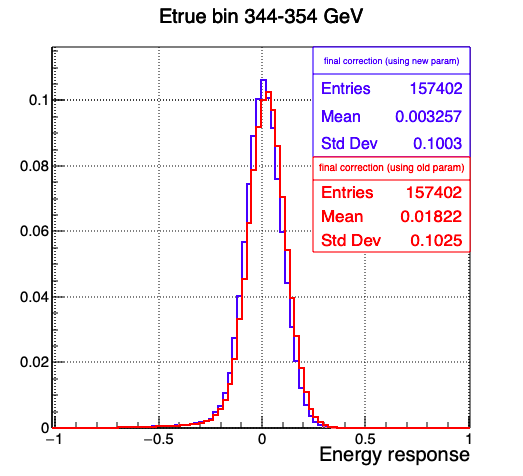 Etrue bin 344-354 GeV
final correction (using new param)
Entries 157402
Mean 0.003257
Std Dev 0.1003
final correction (using old param)
Entries 157402
Mean 0.01822
Std Dev 0.1025
0.1
0.08
0.06
0.04
0.02
0
−1 −0.5 0 0.5 1
Energy response